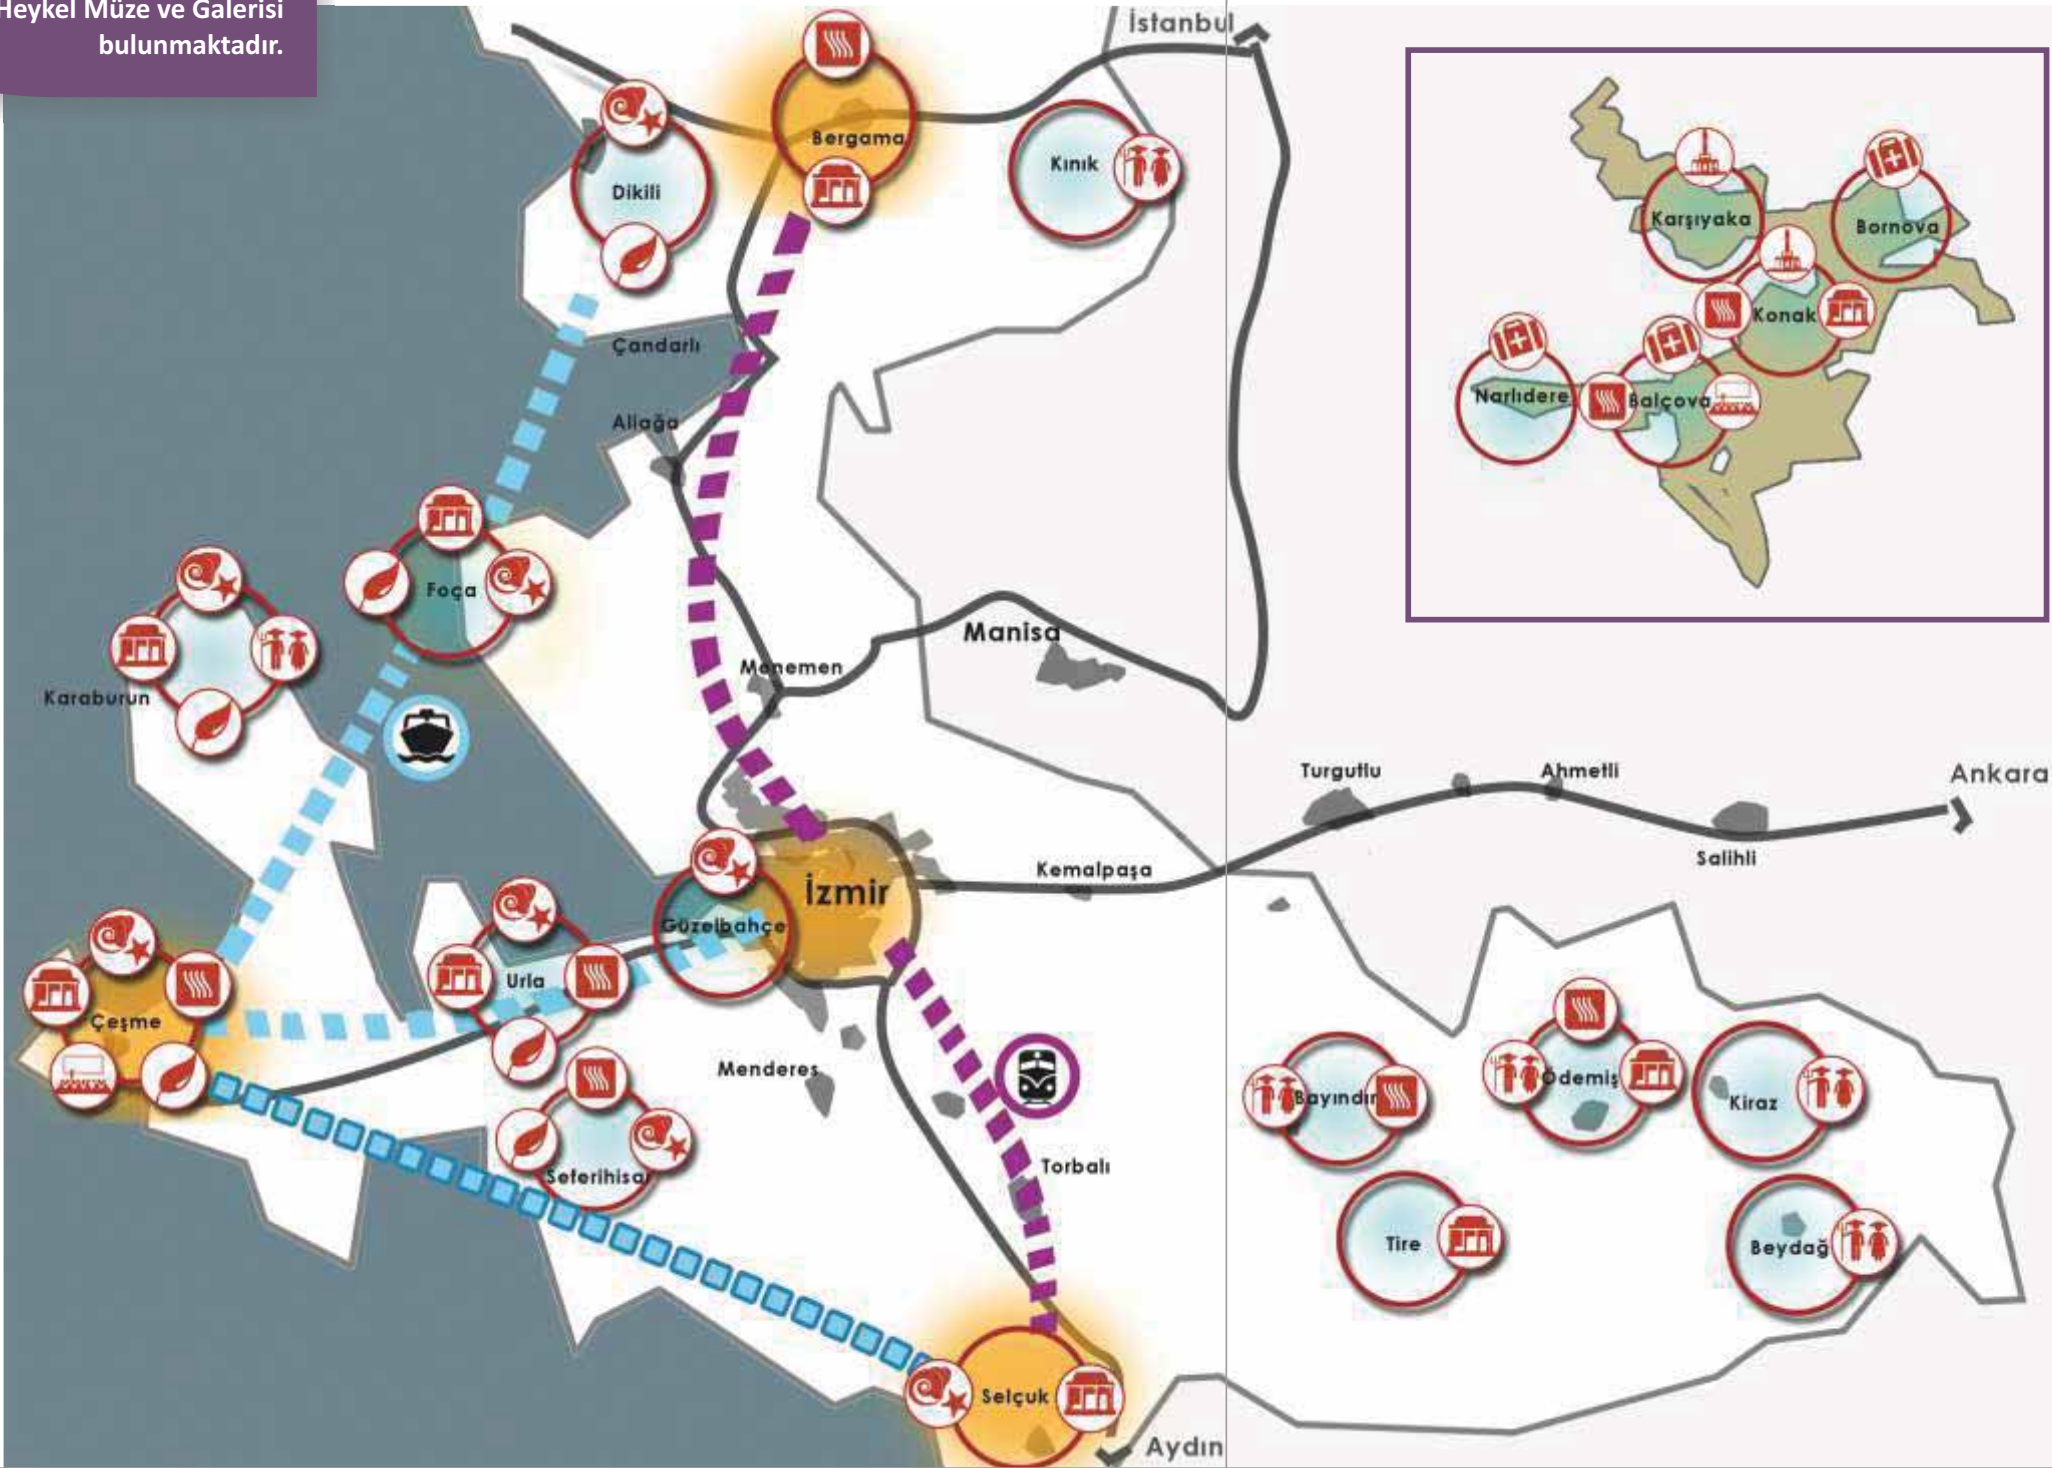 Heykel Müze ve Galerisi
bulunmaktadır.
İstanbul
Bergama
Kınık
Dikili
Karşıyaka
Bornova
Konak
Narlıdere
Balçova
Çandarlı
Aliağa
Foça
Manisa
Menemen
Karaburun
Turgutlu
Ahmetli
Ankara
Salihli
Kemalpaşa
İzmir
Güzelbahçe
Urla
Çeşme
Menderes
Bayındır
Ödemiş
Kiraz
Torbalı
Seferihisar
Tire
Beydağ
Selçuk
Aydın